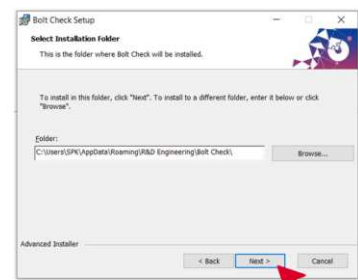 Bolt Check Setup
Select Installation Folder
This is the folder where Bolt Check will be installed.
To install in this folder, click "Next". To install to a different folder, enter it below or click
"Browse".
Folder:
C:\Users\SPK\AppData\Roaming\R&D Engineering\Bolt Check\
Browse...
Advanced Installer
< Back
Next >
Cancel